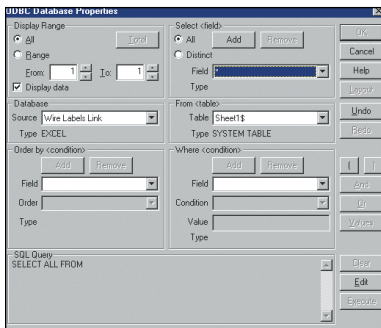 ODBC Database Properties
Display Range
All
Total
Range
From: 1 To: 1
Display data
Select <field>
All Add Remove
Distinct
Field *
Type
OK
Cancel
Help
Layout
Undo
Redo
Database
Source Wire Labels Link
Type EXCEL
From <table>
Table Sheet1$
Type SYSTEM TABLE
Order by <condition>
Add Remove
Field
Order
Type
Where <condition>
Add Remove
Field
Condition
Value
Type
( )
And
Or
Values
SQL Query
SELECT ALL FROM
Clear
Edit
Execute